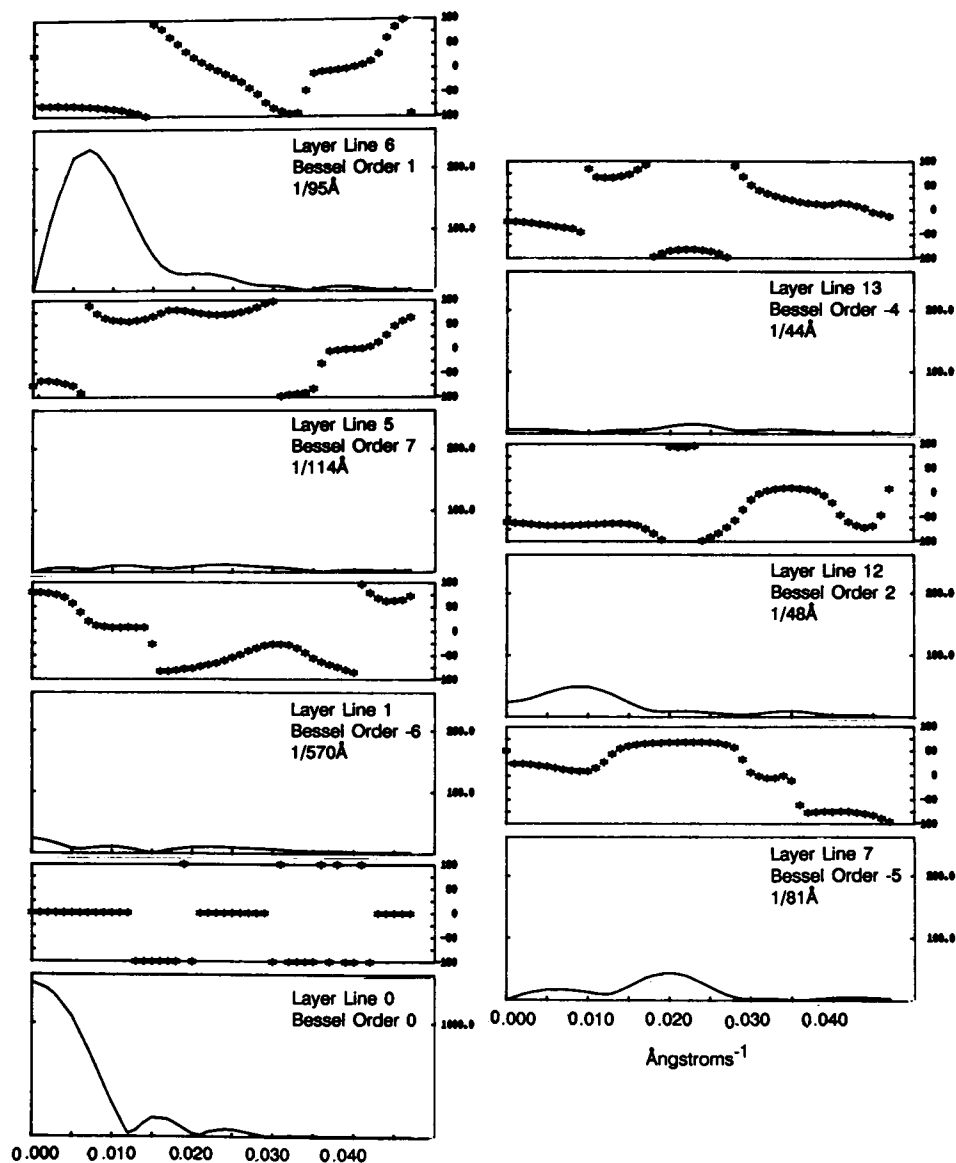 Layer Line 6
Bessel Order 1
1/95Å
200.0
100.0
Layer Line 5
Bessel Order 7
1/114Å
200.0
100.0
Layer Line 1
Bessel Order -6
1/570Å
200.0
100.0
Layer Line 0
Bessel Order 0
1000.0
0.000 0.010 0.020 0.030 0.040
Layer Line 13
Bessel Order -4
1/44Å
200.0
100.0
Layer Line 12
Bessel Order 2
1/48Å
200.0
100.0
Layer Line 7
Bessel Order -5
1/81Å
200.0
100.0
0.000 0.010 0.020 0.030 0.040
Ångstroms-1